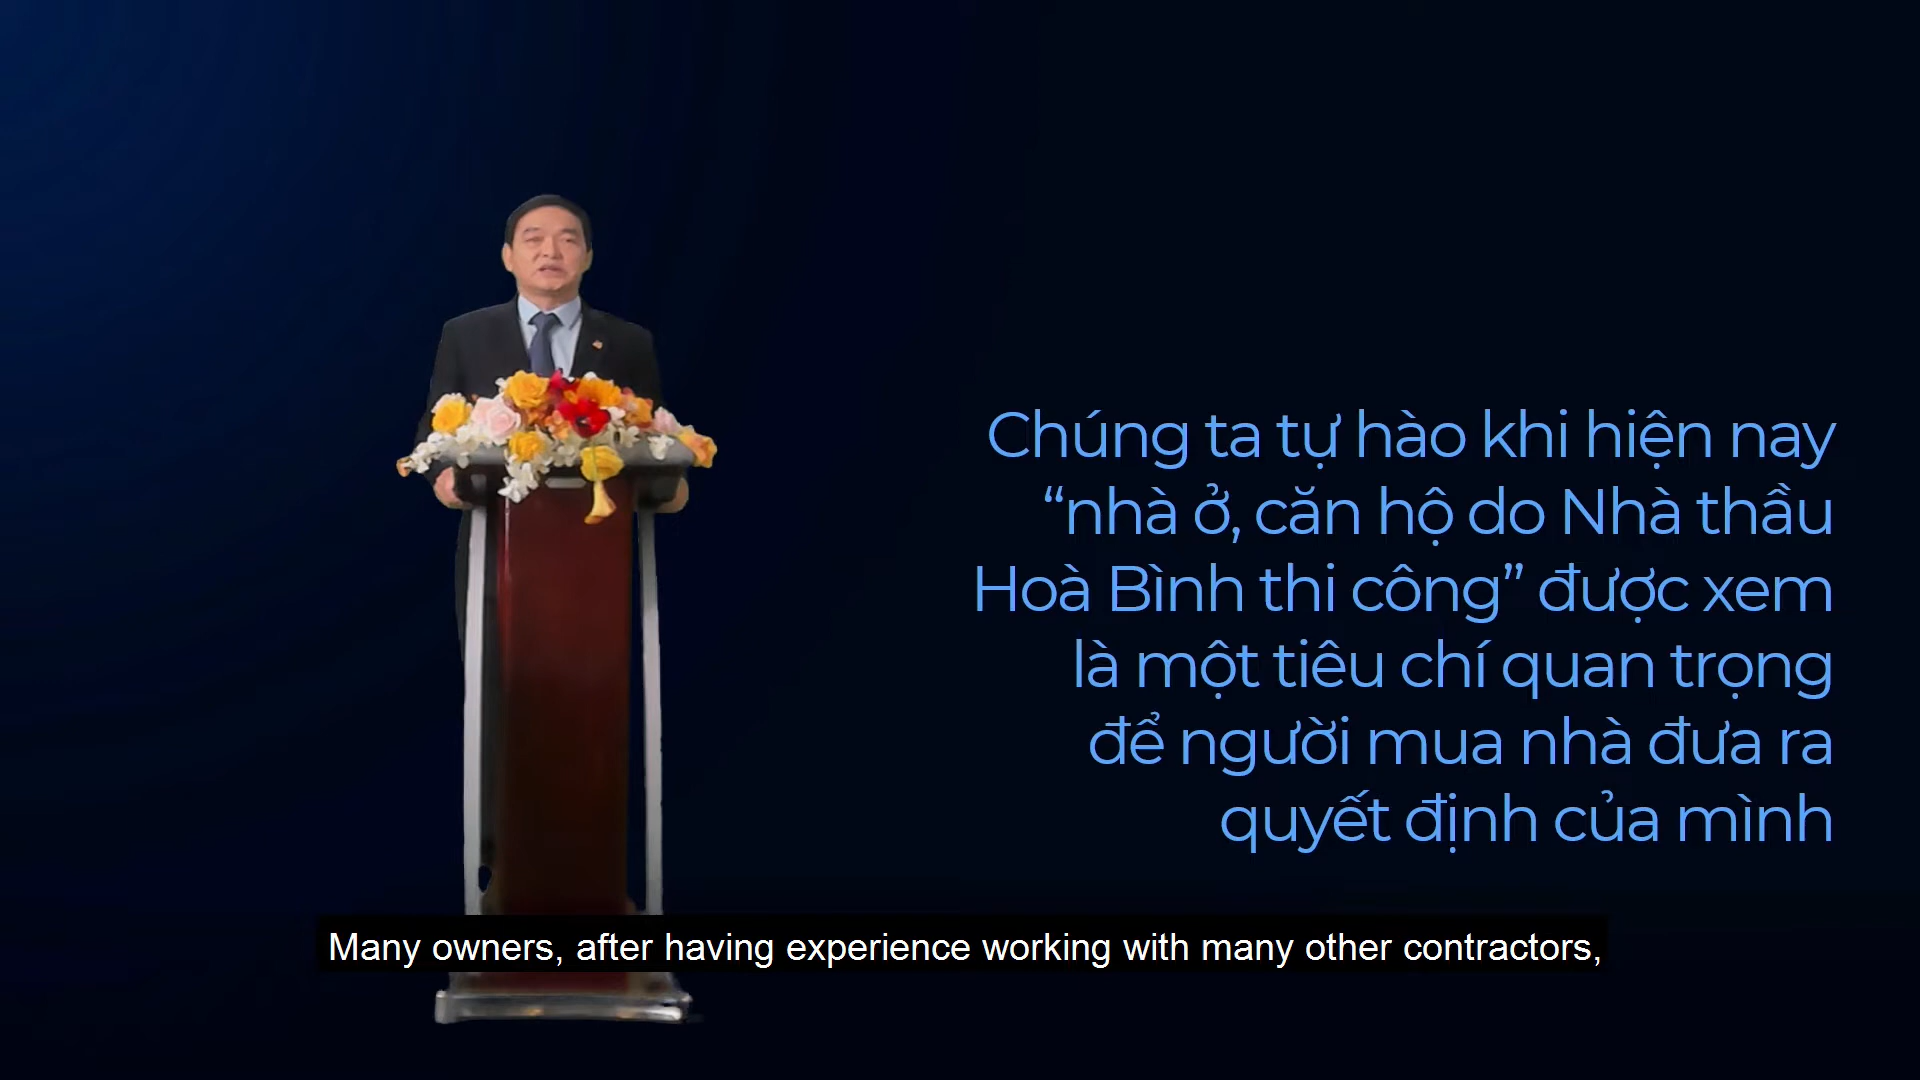 Chúng ta tự hào khi hiện nay
“nhà ở, căn hộ do Nhà thầu
Hoà Bình thi công” được xem
là một tiêu chí quan trọng
để người mua nhà đưa ra
quyết định của mình
Many owners, after having experience working with many other contractors,